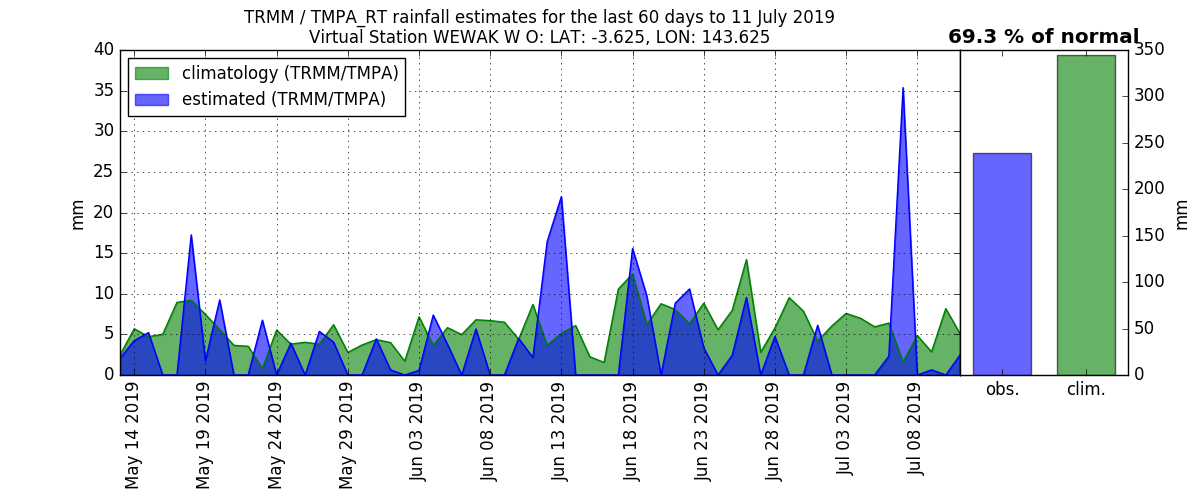 TRMM / TMPA_RT rainfall estimates for the last 60 days to 11 July 2019
Virtual Station WEWAK W O: LAT: -3.625, LON: 143.625
69.3 % of normal
climatology (TRMM/TMPA)
estimated (TRMM/TMPA)
mm
40
35
30
25
20
15
10
5
0
May 14 2019
May 19 2019
May 24 2019
May 29 2019
Jun 03 2019
Jun 08 2019
Jun 13 2019
Jun 18 2019
Jun 23 2019
Jun 28 2019
Jul 03 2019
Jul 08 2019
obs.
clim.
350
300
250
200
150
100
50
0
mm